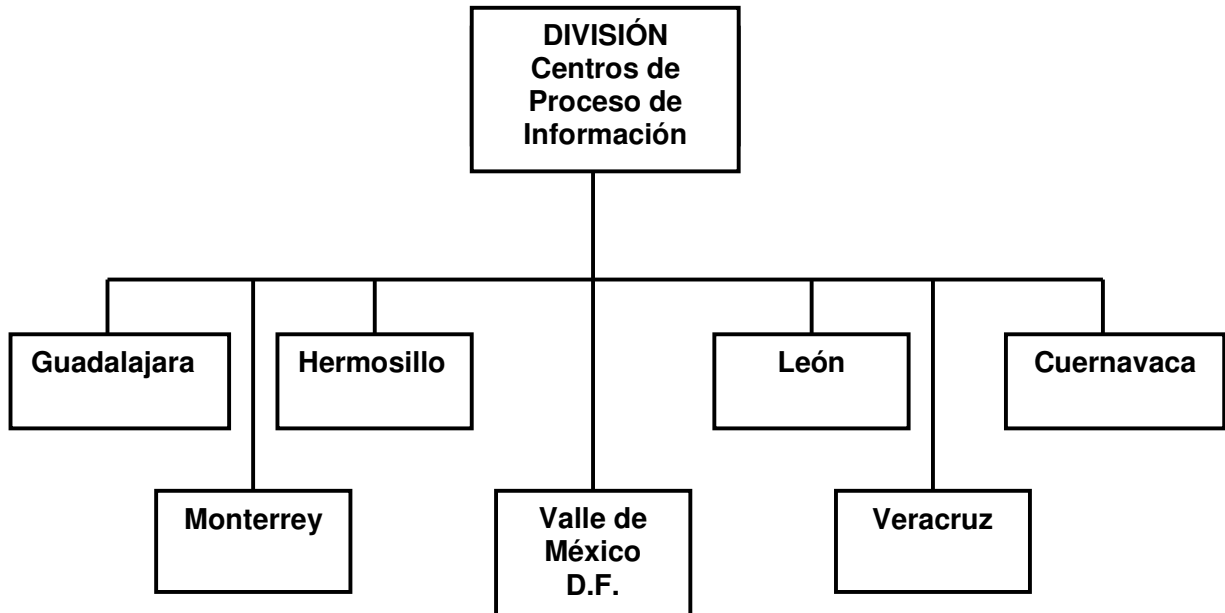 DIVISIÓN
Centros de
Proceso de
Información
Guadalajara
Hermosillo
León
Cuernavaca
Monterrey
Valle de
México
D.F.
Veracruz